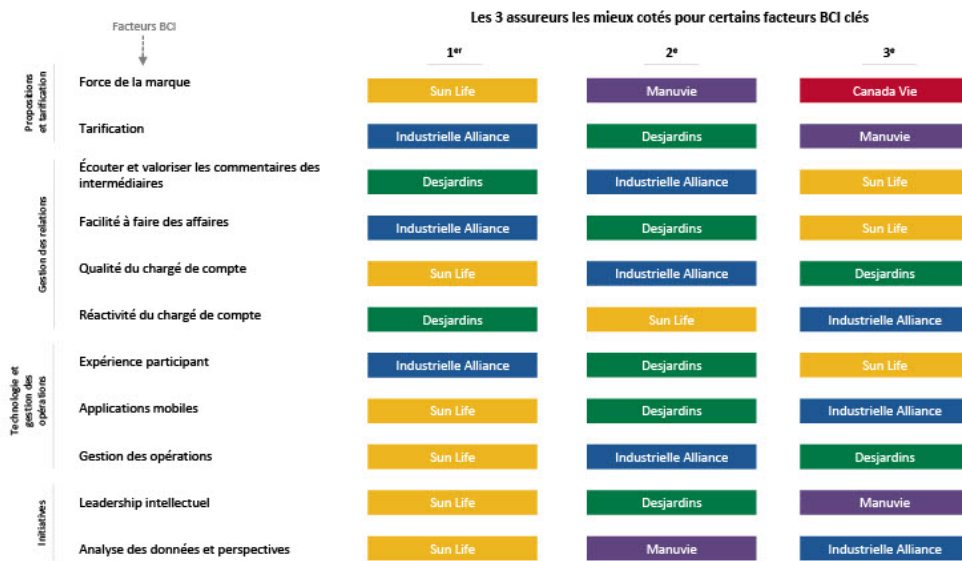 Les 3 assureurs les mieux cotés pour certains facteurs BCI clés
Facteurs BCI
1er
2e
3e
Propositions
et tarification
Force de la marque
Sun Life
Manuvie
Canada Vie
Tarification
Industrielle Alliance
Desjardins
Manuvie
Gestion des relations
Écouter et valoriser les commentaires des
intermédiaires
Desjardins
Industrielle Alliance
Sun Life
Facilité à faire des affaires
Industrielle Alliance
Desjardins
Sun Life
Qualité du chargé de compte
Sun Life
Industrielle Alliance
Desjardins
Réactivité du chargé de compte
Desjardins
Sun Life
Industrielle Alliance
Technologie et
gestion des
opérations
Expérience participant
Industrielle Alliance
Desjardins
Sun Life
Applications mobiles
Sun Life
Desjardins
Industrielle Alliance
Gestion des opérations
Sun Life
Industrielle Alliance
Desjardins
Initiatives
Leadership intellectuel
Sun Life
Desjardins
Manuvie
Analyse des données et perspectives
Sun Life
Manuvie
Industrielle Alliance